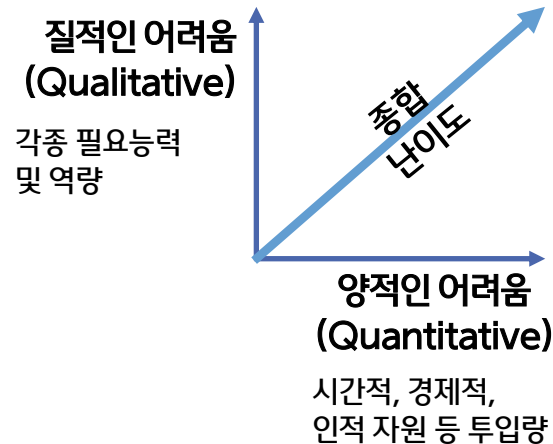 질적인 어려움
(Qualitative)
각종 필요능력
및 역량
종합
난이도
양적인 어려움
(Quantitative)
시간적, 경제적,
인적 자원 등 투입량